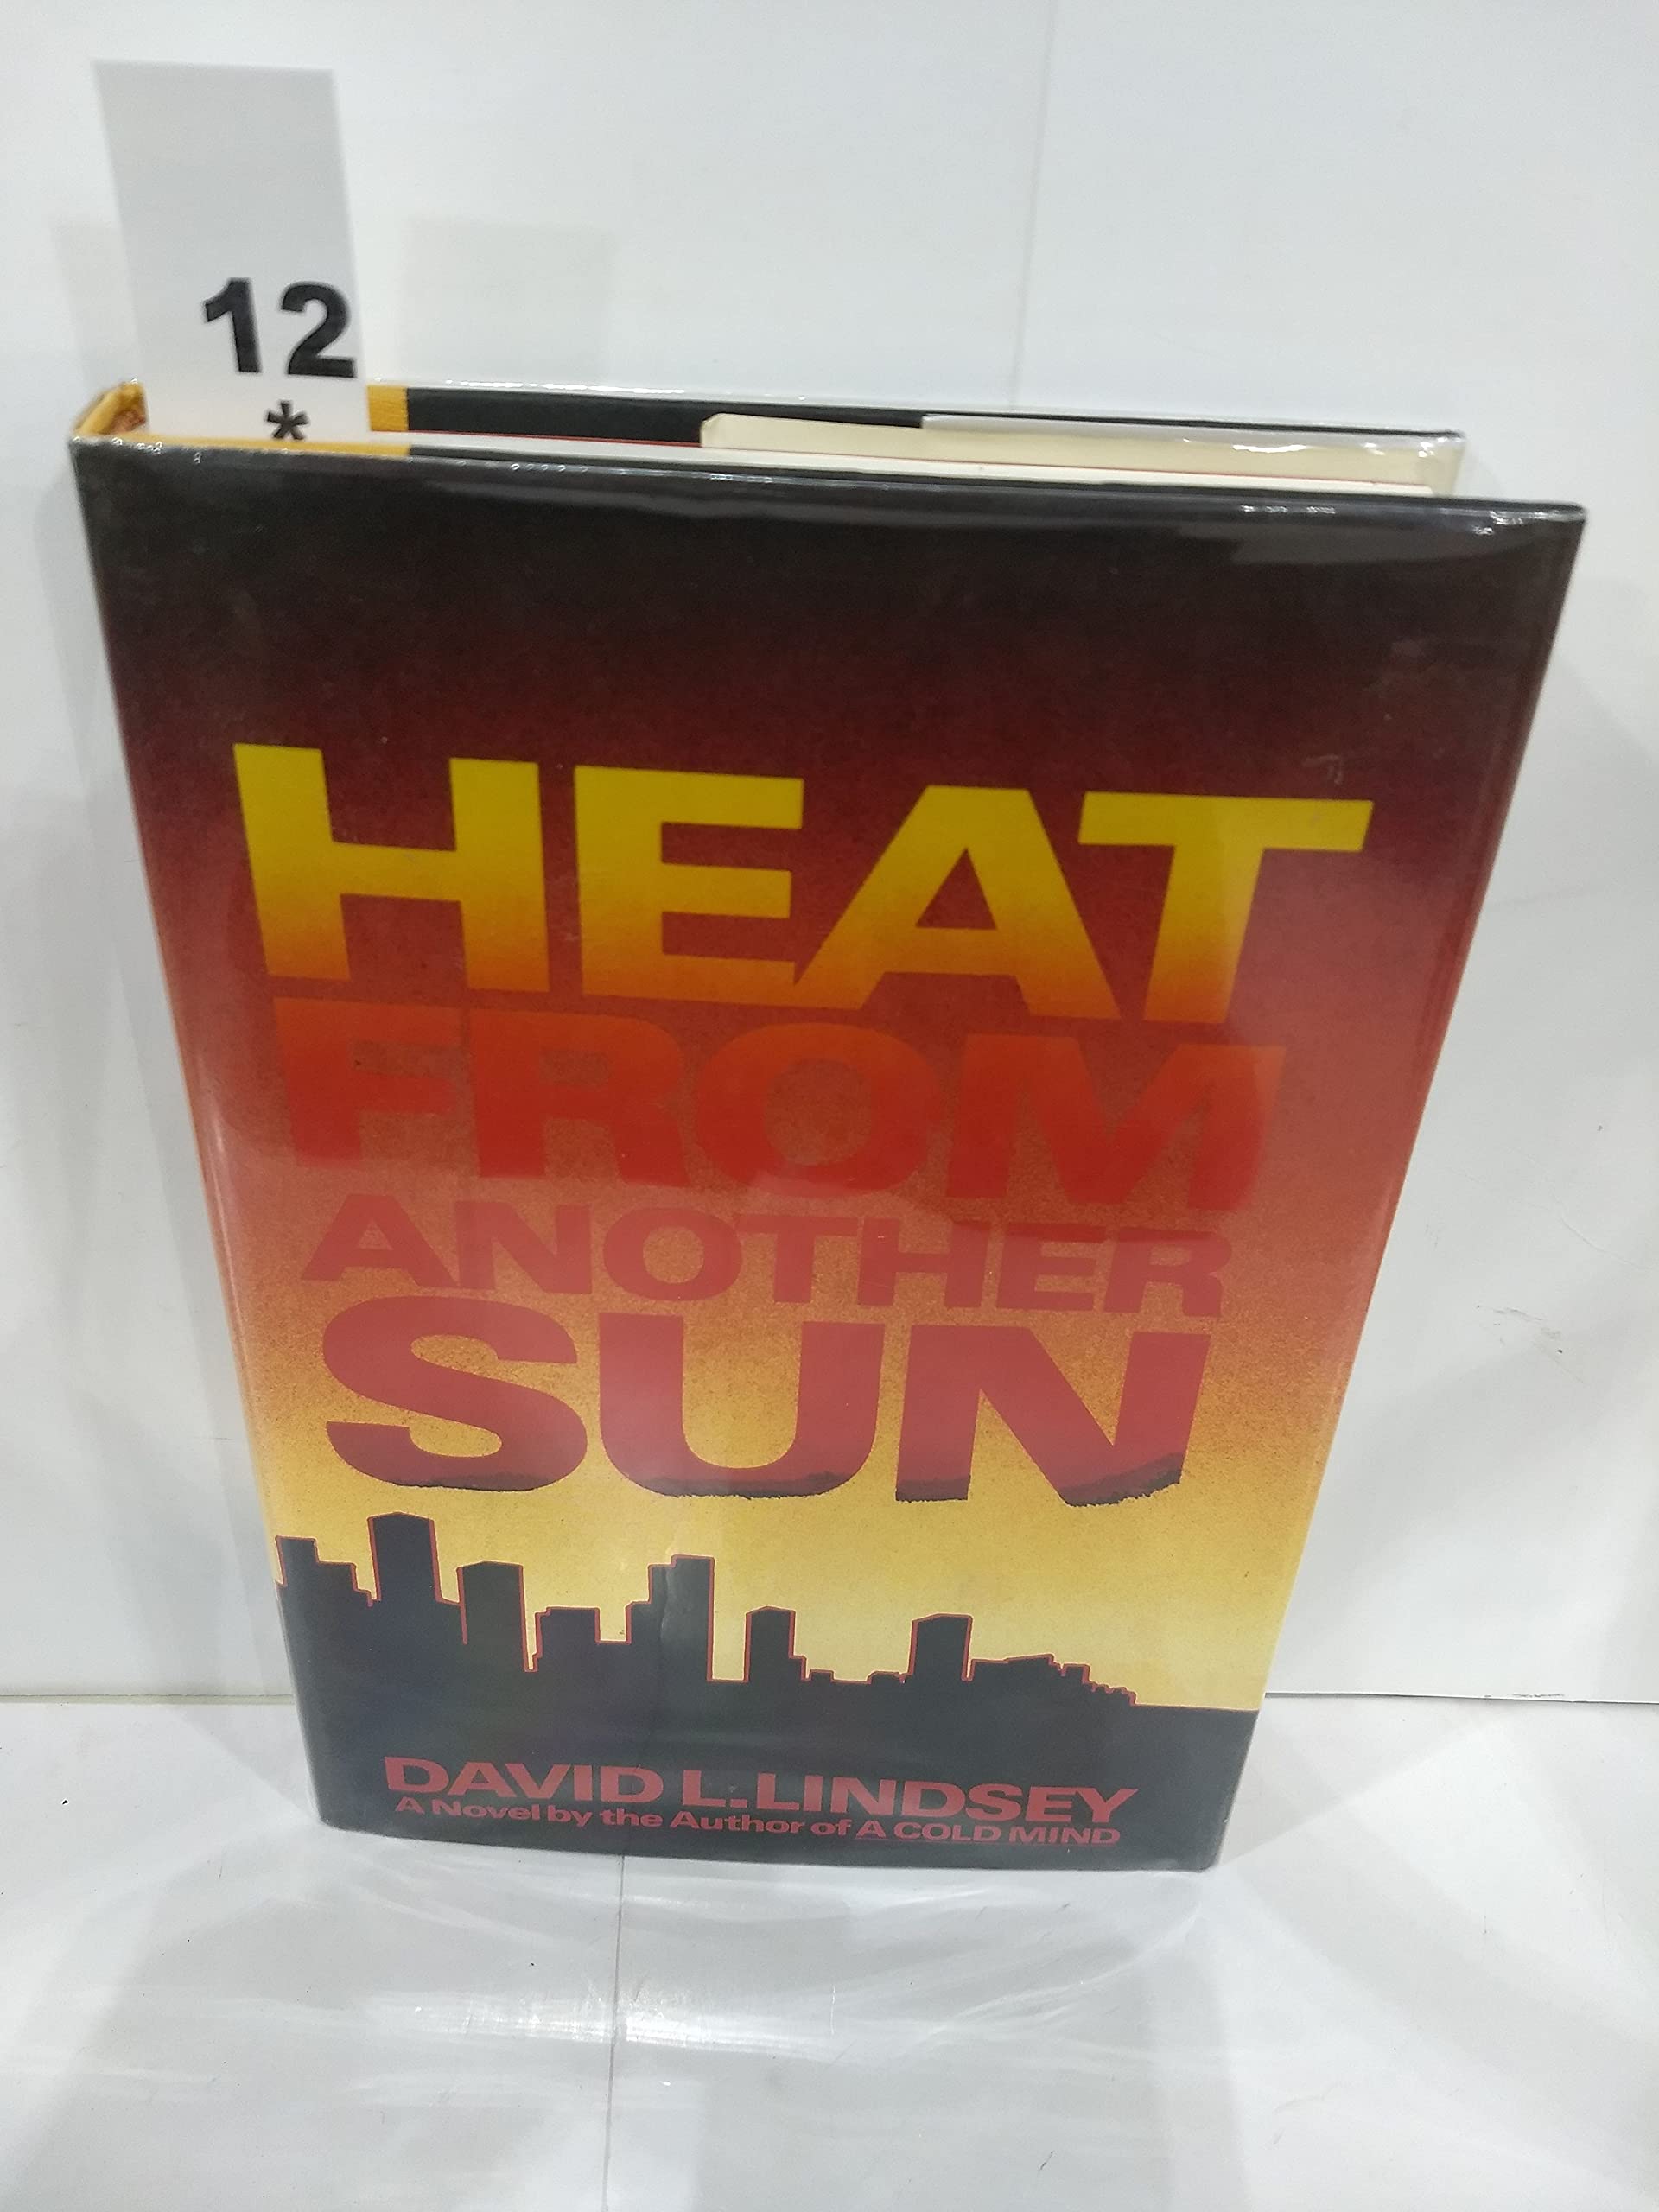 12
*
HEAT
FROM
ANOTHER
SUN
DAVID L. LINDSEY
A Novel by the Author of A COLD MIND